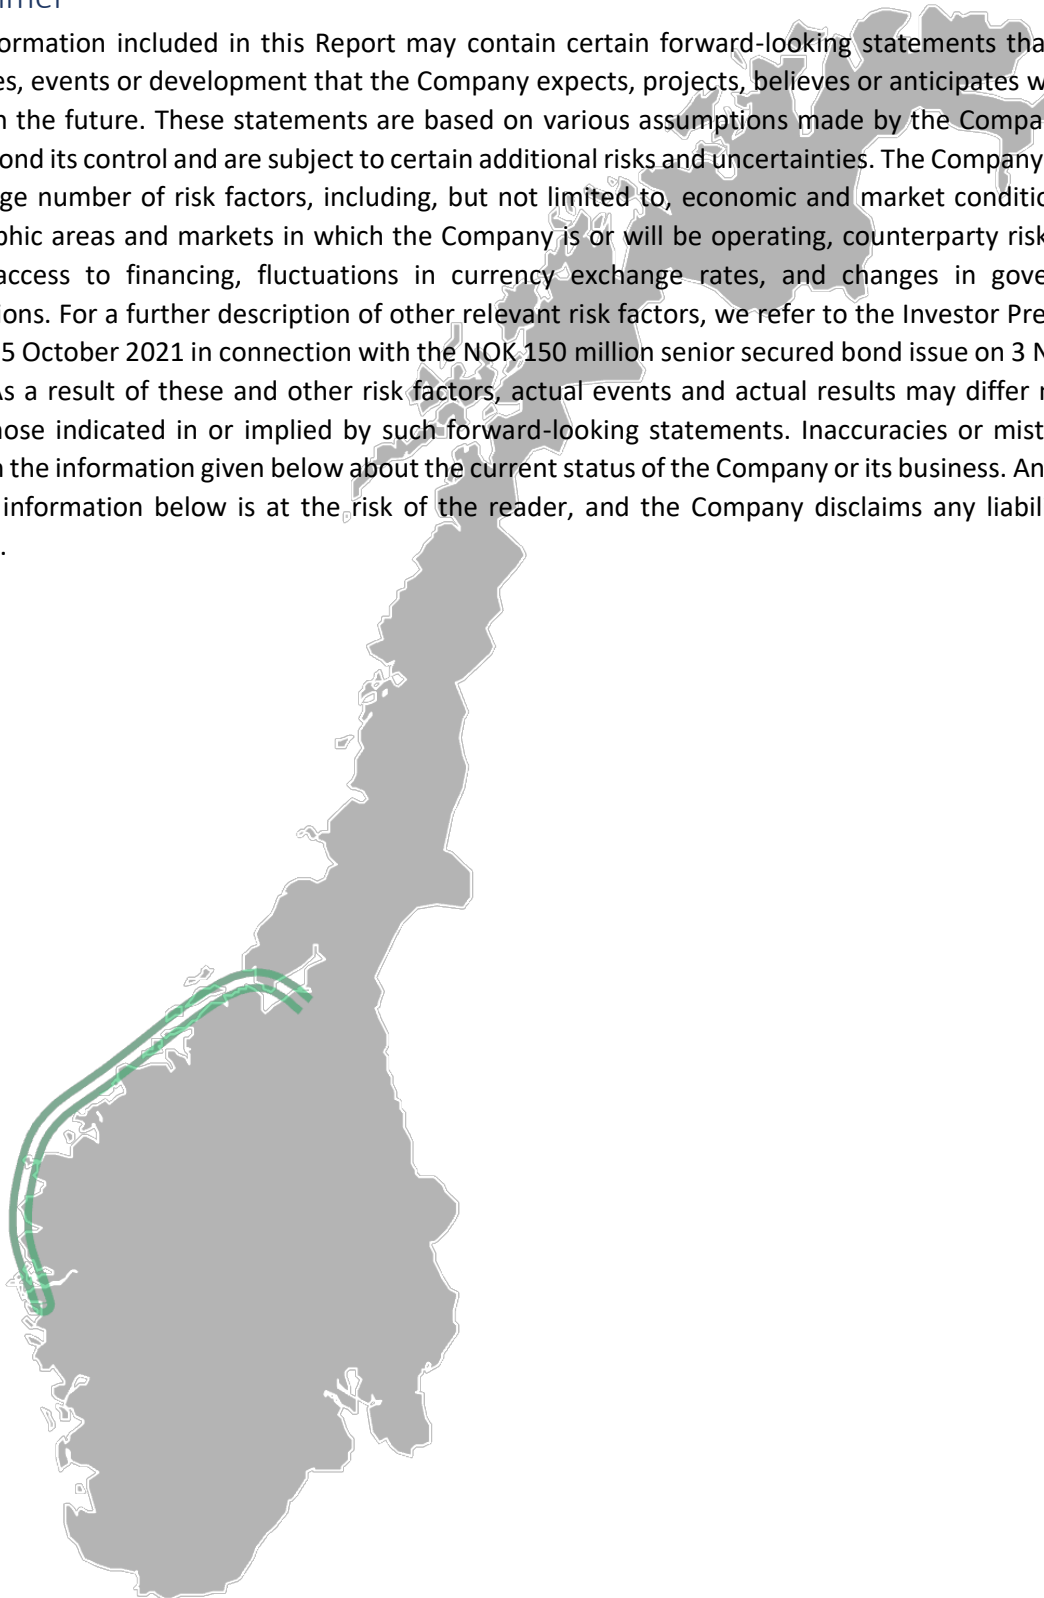 imer
ormation included in this Report may contain certain forward-looking statements tha
es, events or development that the Company expects, projects, believes or anticipates w
n the future. These statements are based on various assumptions made by the Compa
ond its control and are subject to certain additional risks and uncertainties. The Company
ge number of risk factors, including, but not limited to, economic and market conditio
phic areas and markets in which the Company is or will be operating, counterparty risk
access to financing, fluctuations in currency exchange rates, and changes in gove
ions. For a further description of other relevant risk factors, we refer to the Investor Pre
5 October 2021 in connection with the NOK 150 million senior secured bond issue on 3 N
As a result of these and other risk factors, actual events and actual results may differ
hose indicated in or implied by such forward-looking statements. Inaccuracies or mist
n the information given below about the current status of the Company or its business. An
information below is at the risk of the reader, and the Company disclaims any liabil
.